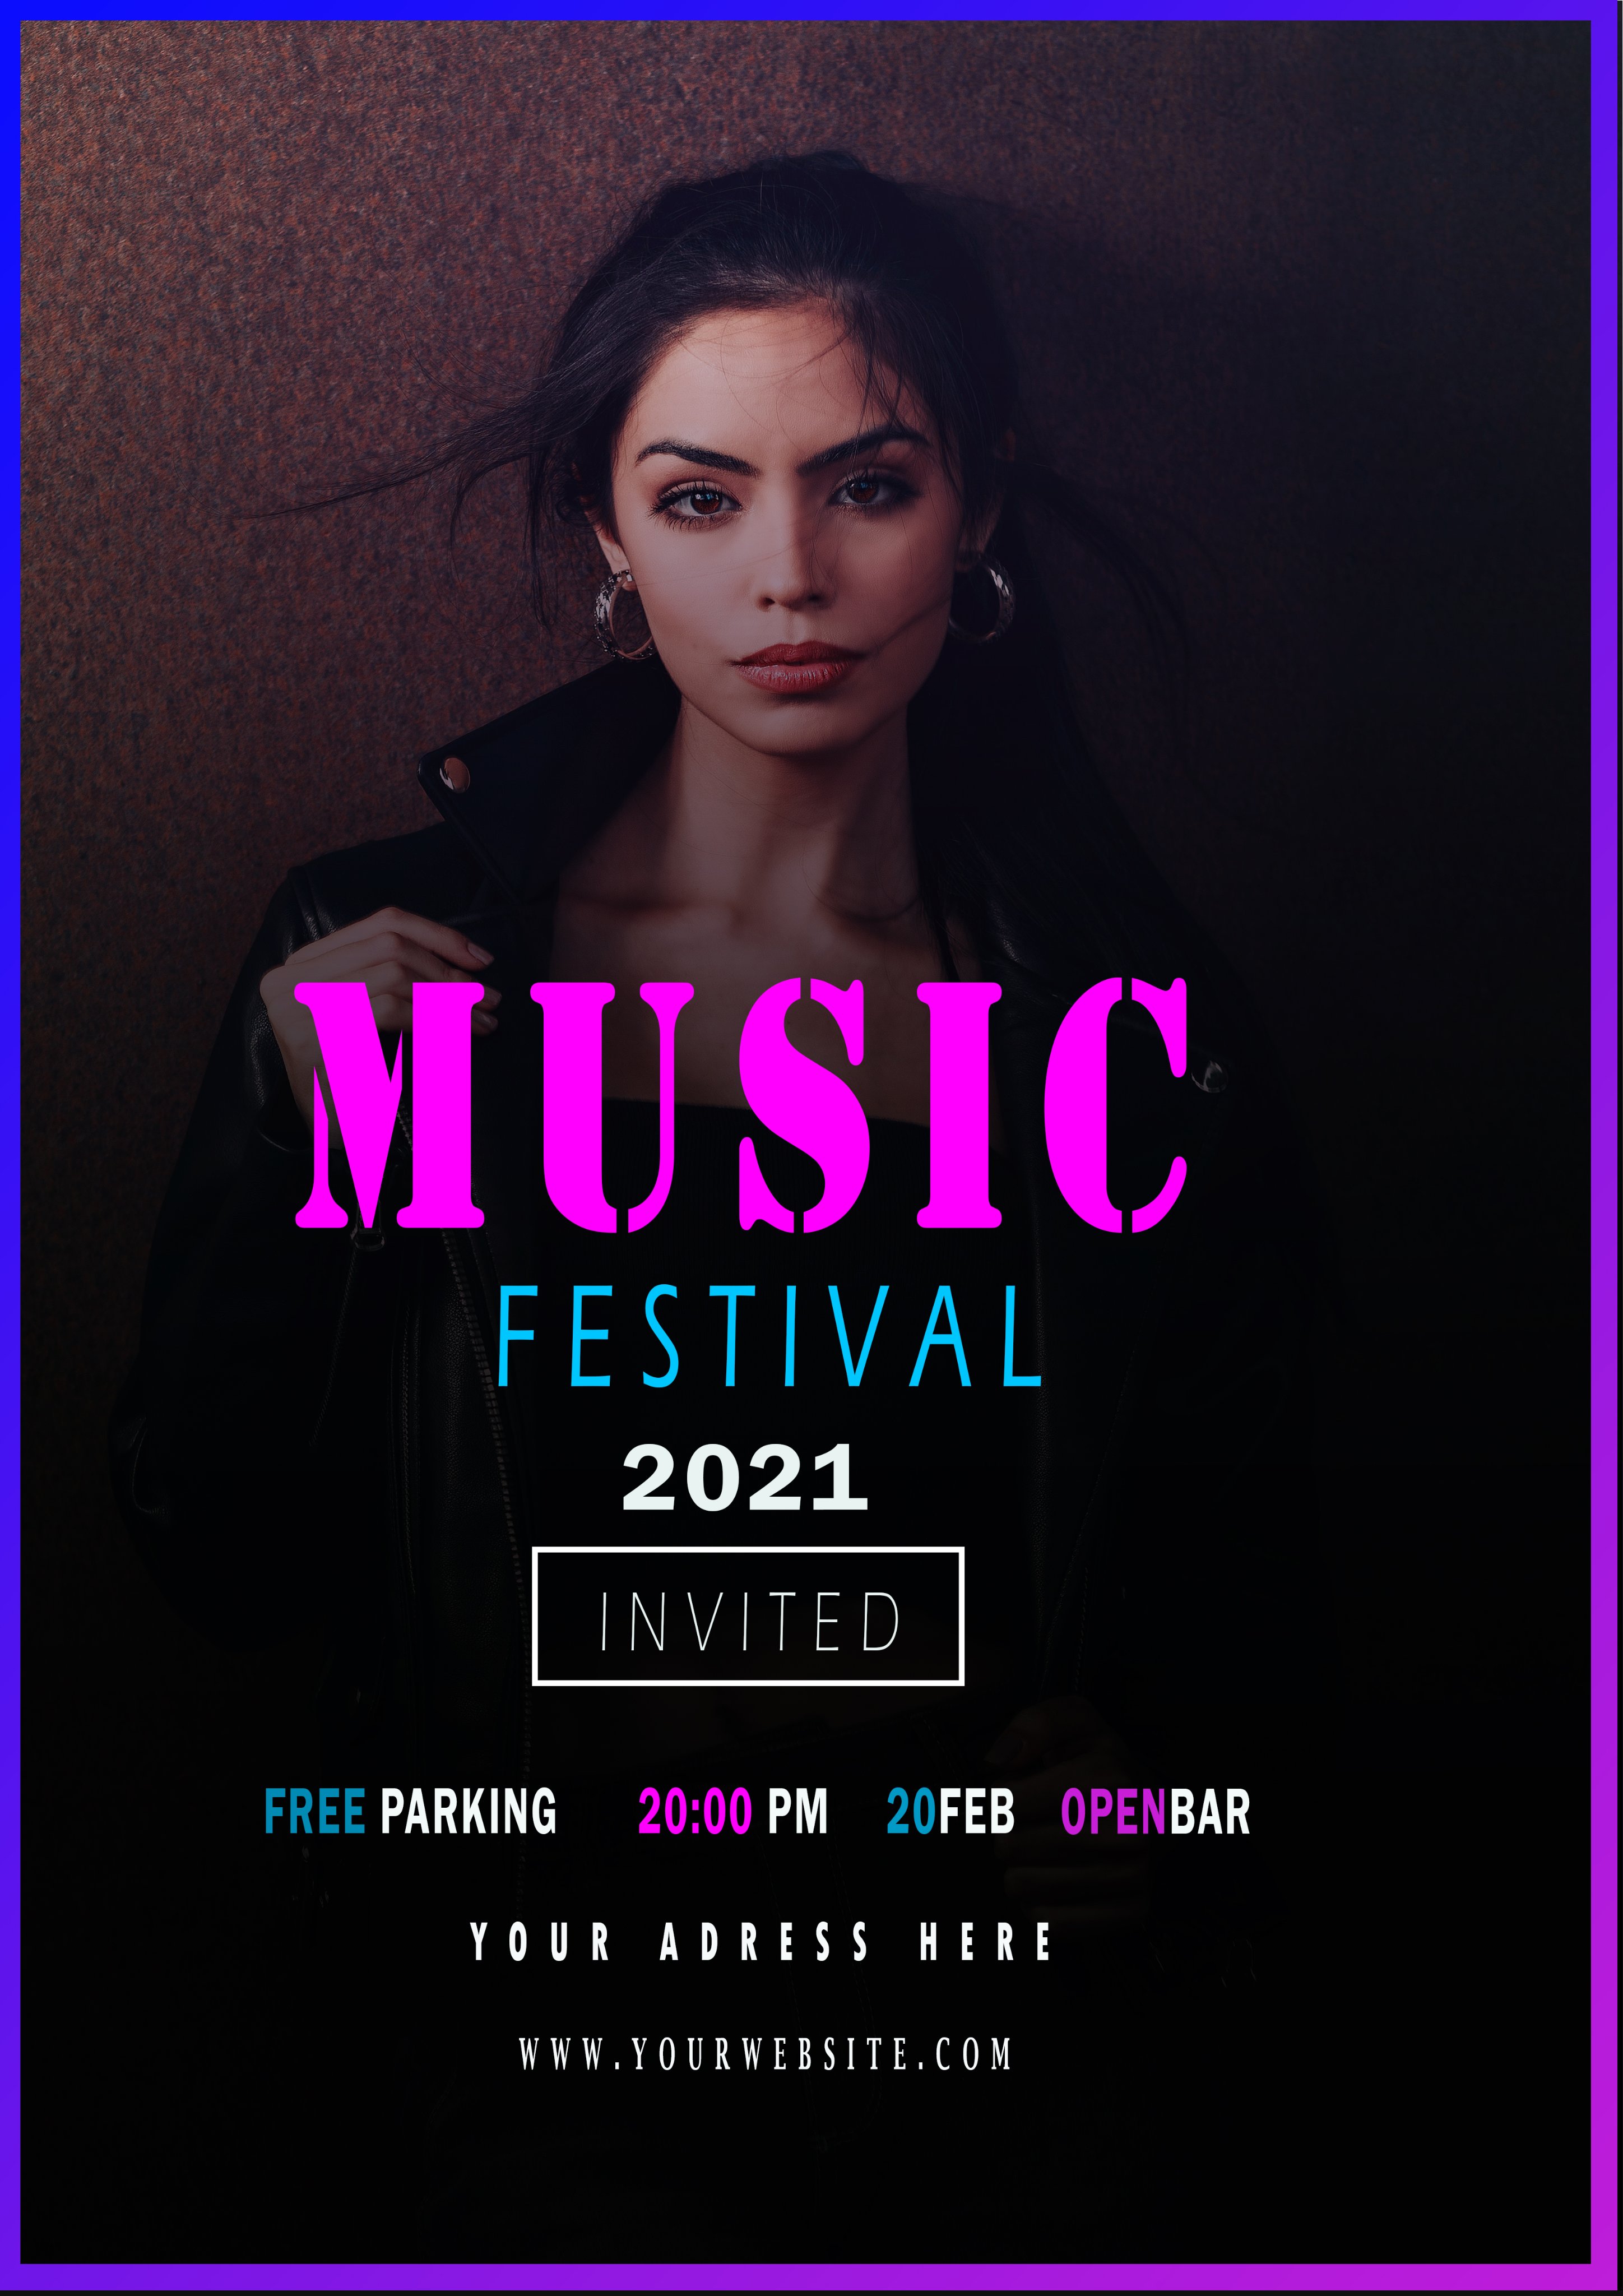 MUSIC
FESTIVAL
2021
INVITED
FREE PARKING 20:00 PM 20FEB OPENBAR
YOUR ADRESS HERE
WWW.YOURWEBSITE.COM